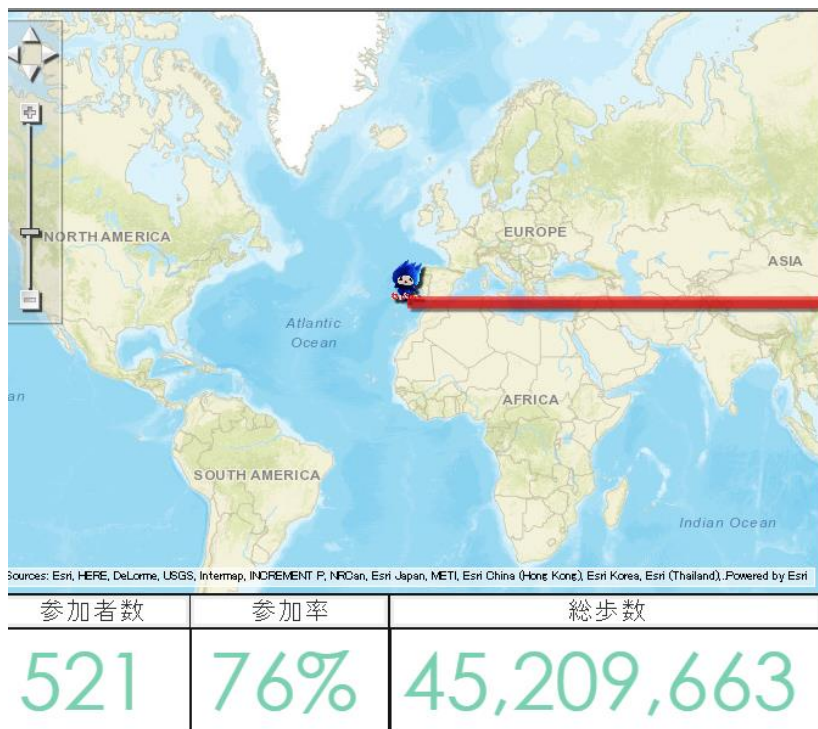 NORTH AMERICA
EUROPE
ASIA
Atlantic
Ocean
an
AFRICA
SOUTH AMERICA
Indian Ocean
Sources: Esri, HERE, DeLorme, USGS, Intermap, INCREMENT P, NRCan, Esri Japan, METI, Esri China (Hong Kong), Esri Korea, Esri (Thailand),..Powered by Esri
参加者数 参加率 総歩数
521 76% 45,209,663